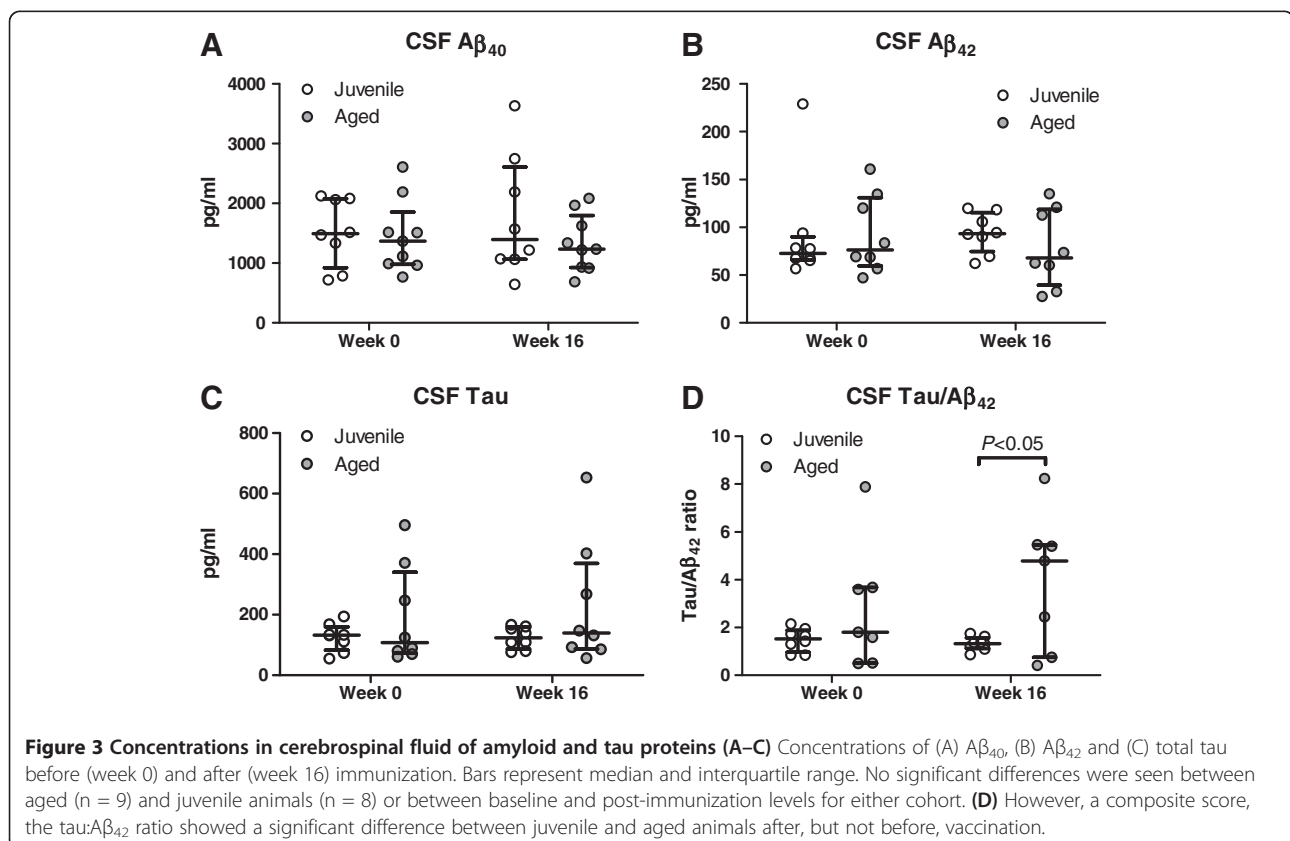 A
CSF Aβ40
4000
3000
2000
1000
0
pg/ml
Juvenile
Aged
Week 0
Week 16
B
CSF Aβ42
250
200
150
100
50
0
pg/ml
Juvenile
Aged
Week 0
Week 16
C
CSF Tau
800
600
400
200
0
pg/ml
Juvenile
Aged
Week 0
Week 16
D
CSF Tau/Aβ42
10
8
6
4
2
0
Tau/Aβ42 ratio
Juvenile
Aged
P<0.05
Week 0
Week 16
Figure 3 Concentrations in cerebrospinal fluid of amyloid and tau proteins (A–C) Concentrations of (A) Aβ40, (B) Aβ42 and (C) total tau
before (week 0) and after (week 16) immunization. Bars represent median and interquartile range. No significant differences were seen between
aged (n = 9) and juvenile animals (n = 8) or between baseline and post-immunization levels for either cohort. (D) However, a composite score,
the tau:Aβ42 ratio showed a significant difference between juvenile and aged animals after, but not before, vaccination.